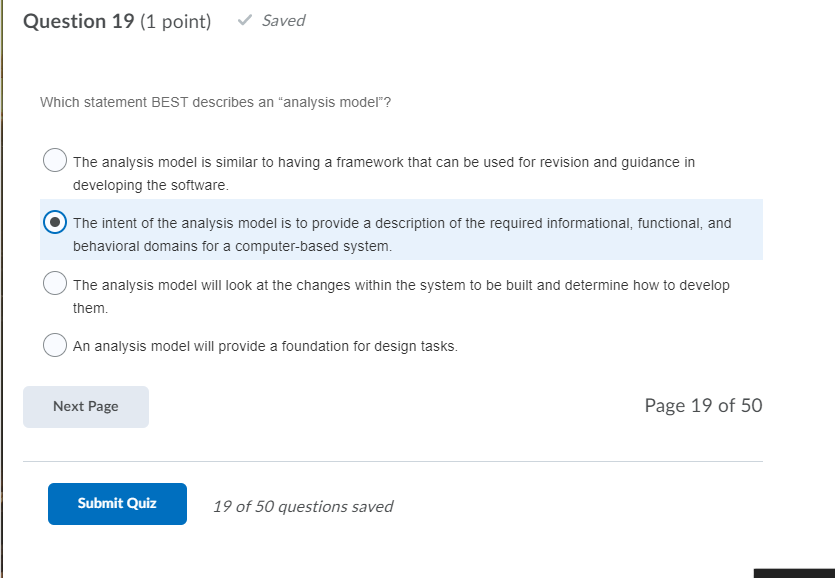 Question 19 (1 point) ✓ Saved
Which statement BEST describes an “analysis model”?
The analysis model is similar to having a framework that can be used for revision and guidance in
developing the software.
The intent of the analysis model is to provide a description of the required informational, functional, and
behavioral domains for a computer-based system.
The analysis model will look at the changes within the system to be built and determine how to develop
them.
An analysis model will provide a foundation for design tasks.
Next Page
Page 19 of 50
Submit Quiz
19 of 50 questions saved